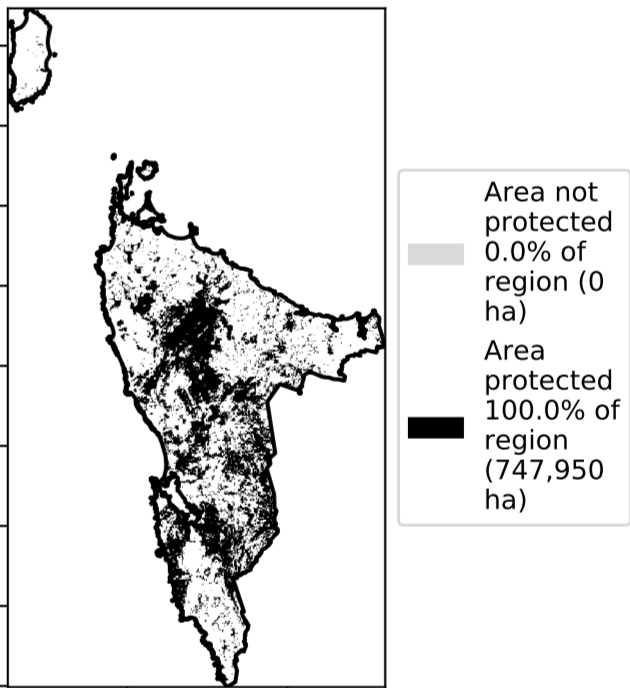 Area not
protected
0.0% of
region (0
ha)
Area
protected
100.0% of
region
(747,950
ha)